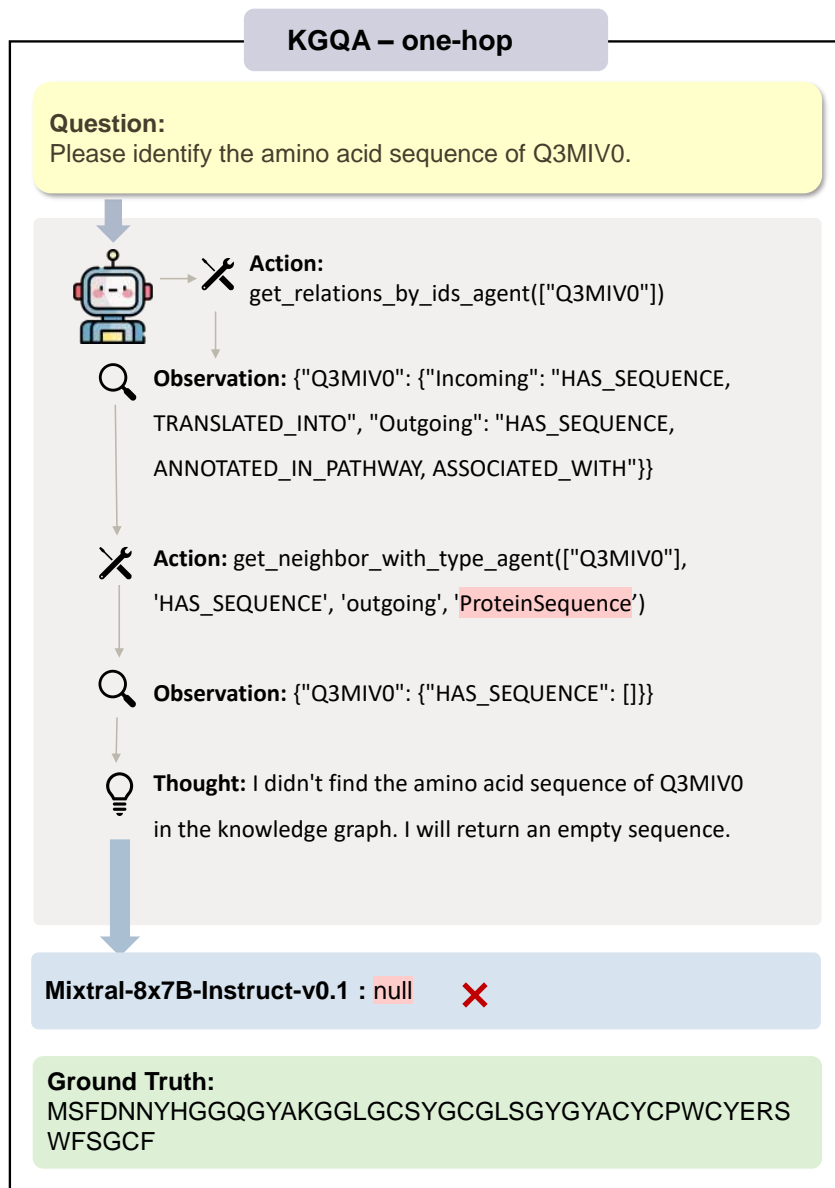 KGQA – one-hop
Question:
Please identify the amino acid sequence of Q3MIV0.
Action:
get_relations_by_ids_agent(["Q3MIV0"])
Observation: {"Q3MIV0": {"Incoming": "HAS_SEQUENCE,
TRANSLATED_INTO", "Outgoing": "HAS_SEQUENCE,
ANNOTATED_IN_PATHWAY, ASSOCIATED_WITH"}}
Action: get_neighbor_with_type_agent(["Q3MIV0"],
'HAS_SEQUENCE', 'outgoing', 'ProteinSequence’)
Observation: {"Q3MIV0": {"HAS_SEQUENCE": []}}
Thought: I didn't find the amino acid sequence of Q3MIV0
in the knowledge graph. I will return an empty sequence.
Mixtral-8x7B-Instruct-v0.1 : null
Ground Truth:
MSFDNNYHGGQGYAKGGLGCSYGCGLSGYGYACYCPWCYERS
WFSGCF